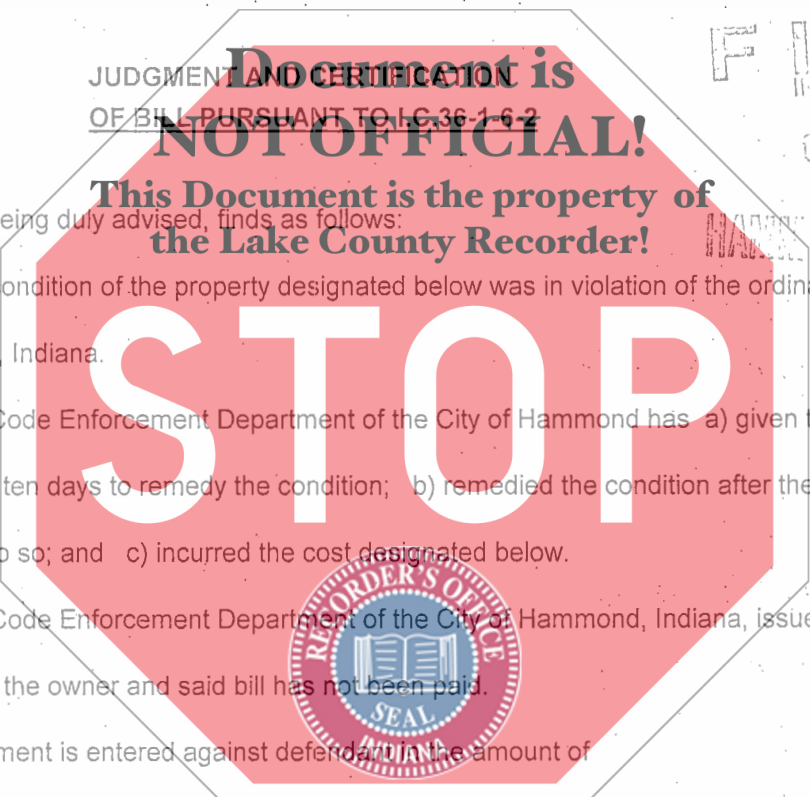 JUDGMENT AND CERTIFICATION
OF BILL PURSUANT TO I.C.36-1-6-2
Document is
NOT OFFICIAL!
This Document is the property of
the Lake County Recorder!
eing duly advised, finds as follows:
ondition of the property designated below was in violation of the ordina
, Indiana.
STOP
Code Enforcement Department of the City of Hammond has a) given t
ten days to remedy the condition; b) remedied the condition after the
o so; and c) incurred the cost designated below.
Code Enforcement Department of the City of Hammond, Indiana, issue
the owner and said bill has not been paid.
ment is entered against defendant in the amount of
RECORDER'S OFFICE
SEAL
INDIANA